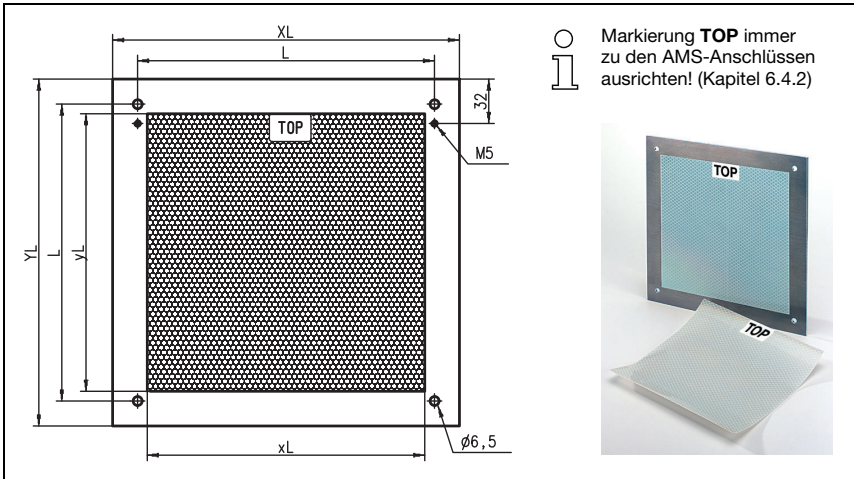 XL
L
TOP
32
M5
YL
L
yL
xL
ø6,5
Markierung TOP immer
zu den AMS-Anschlüssen
ausrichten! (Kapitel 6.4.2)
TOP
TOP